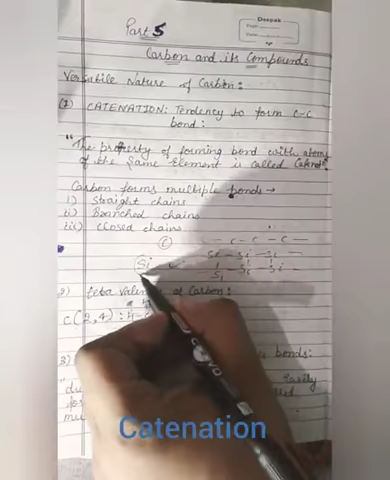 Deepak
Part 5
Carbon and its Compounds
Versatile Nature of Carbon:
(1) CATENATION: Tendency to form C-C
bond:
"The property of forming bond with atoms
of the same element is called
Carbon forms multiple bonds →
i) Straight chains
ii) Branched chains
iii) Closed chains
C - C - C - C -
Si - Si - Si
Si - Si - Si
2) Tetra of Carbon:
C(2,4): H-C
3) bonds:
easily
Catenation